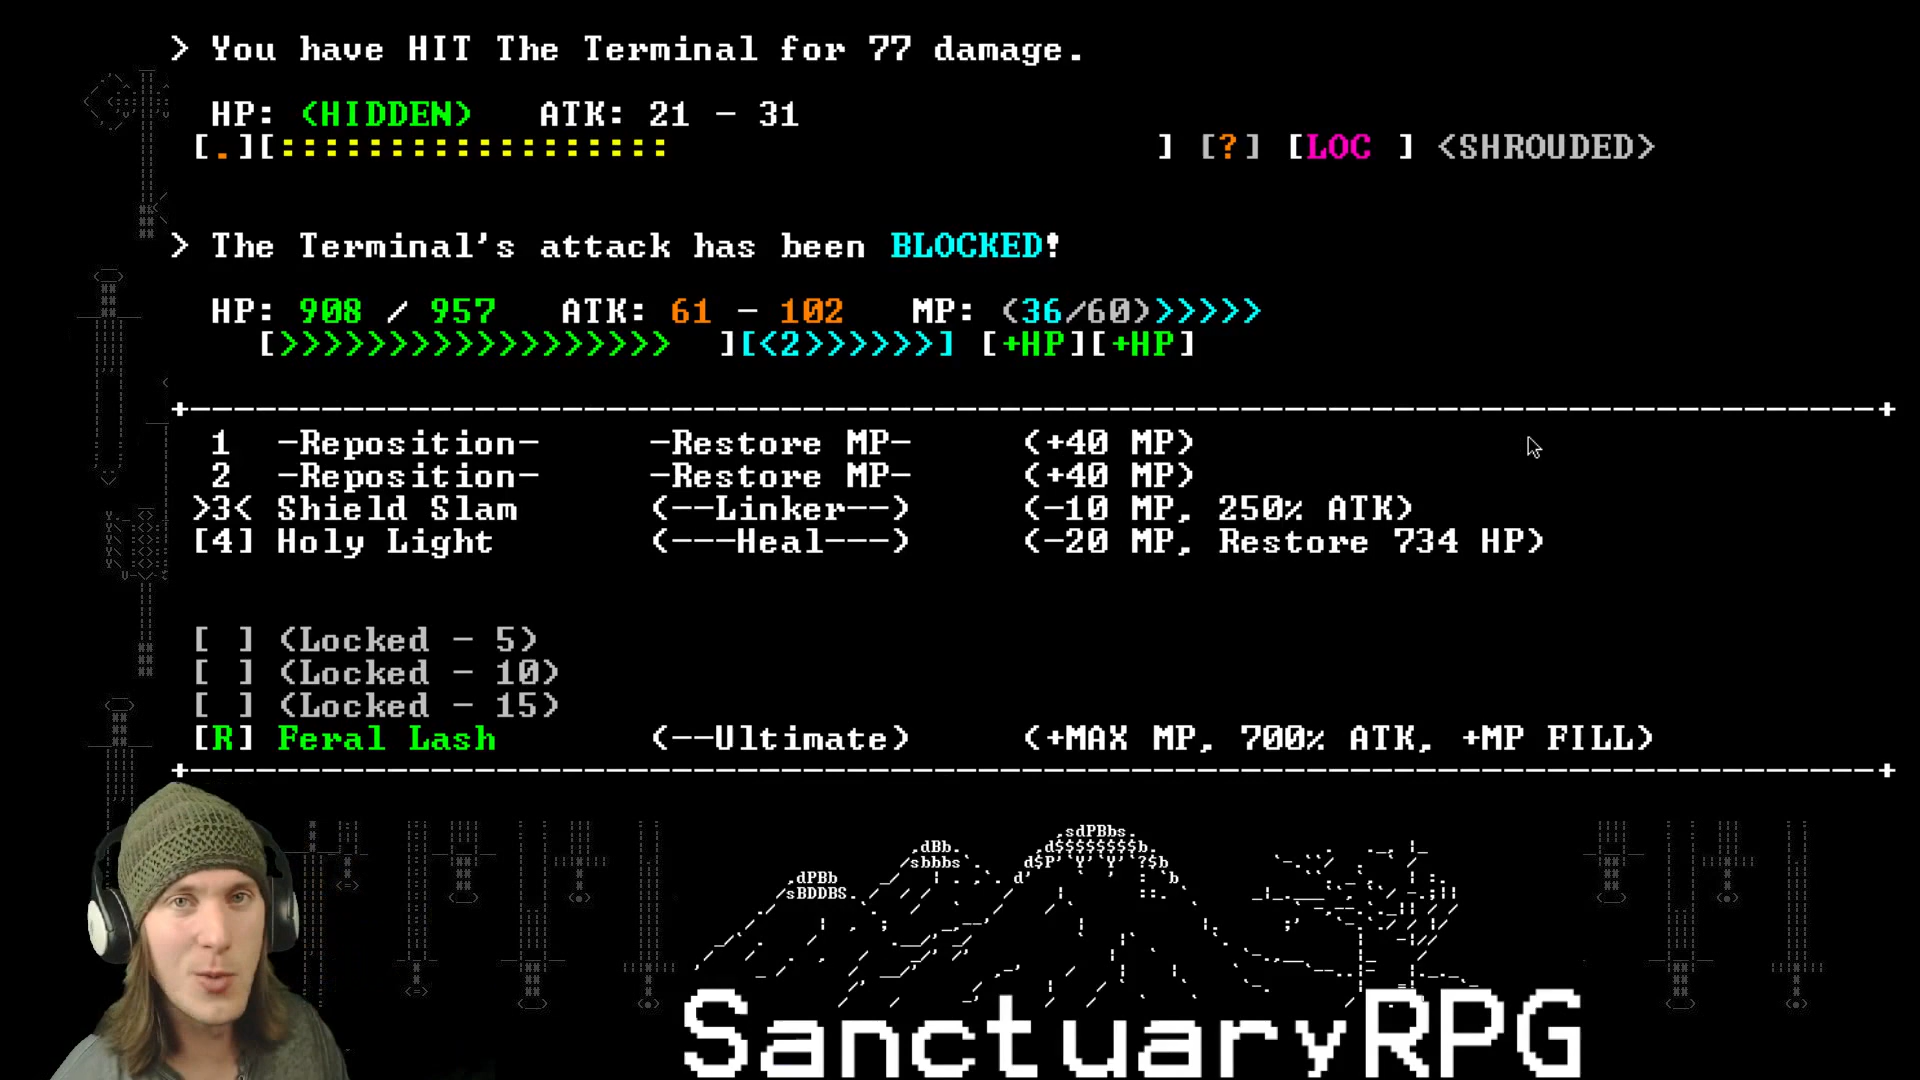 > You have HIT The Terminal for 77 damage.
HP: (HIDDEN)   ATK: 21 – 31
[.][::::::::::::::::::                      ] [?] [LOC ] <SHROUDED>
> The Terminal's attack has been BLOCKED!
HP: 908 / 957   ATK: 61 – 102   MP: (36/60)>>>>>
[>>>>>>>>>>>>>>>>>>  ][<2>>>>>>] [+HP][+HP]
1  –Reposition–     –Restore MP–     (+40 MP)
2  –Reposition–     –Restore MP–     (+40 MP)
>3< Shield Slam     (--Linker--)     (-10 MP, 250% ATK)
[4] Holy Light      (---Heal---)     (-20 MP, Restore 734 HP)
[ ] (Locked – 5)
[ ] (Locked – 10)
[ ] (Locked – 15)
[R] Feral Lash      (--Ultimate)     (+MAX MP, 700% ATK, +MP FILL)
SanctuaryRPG